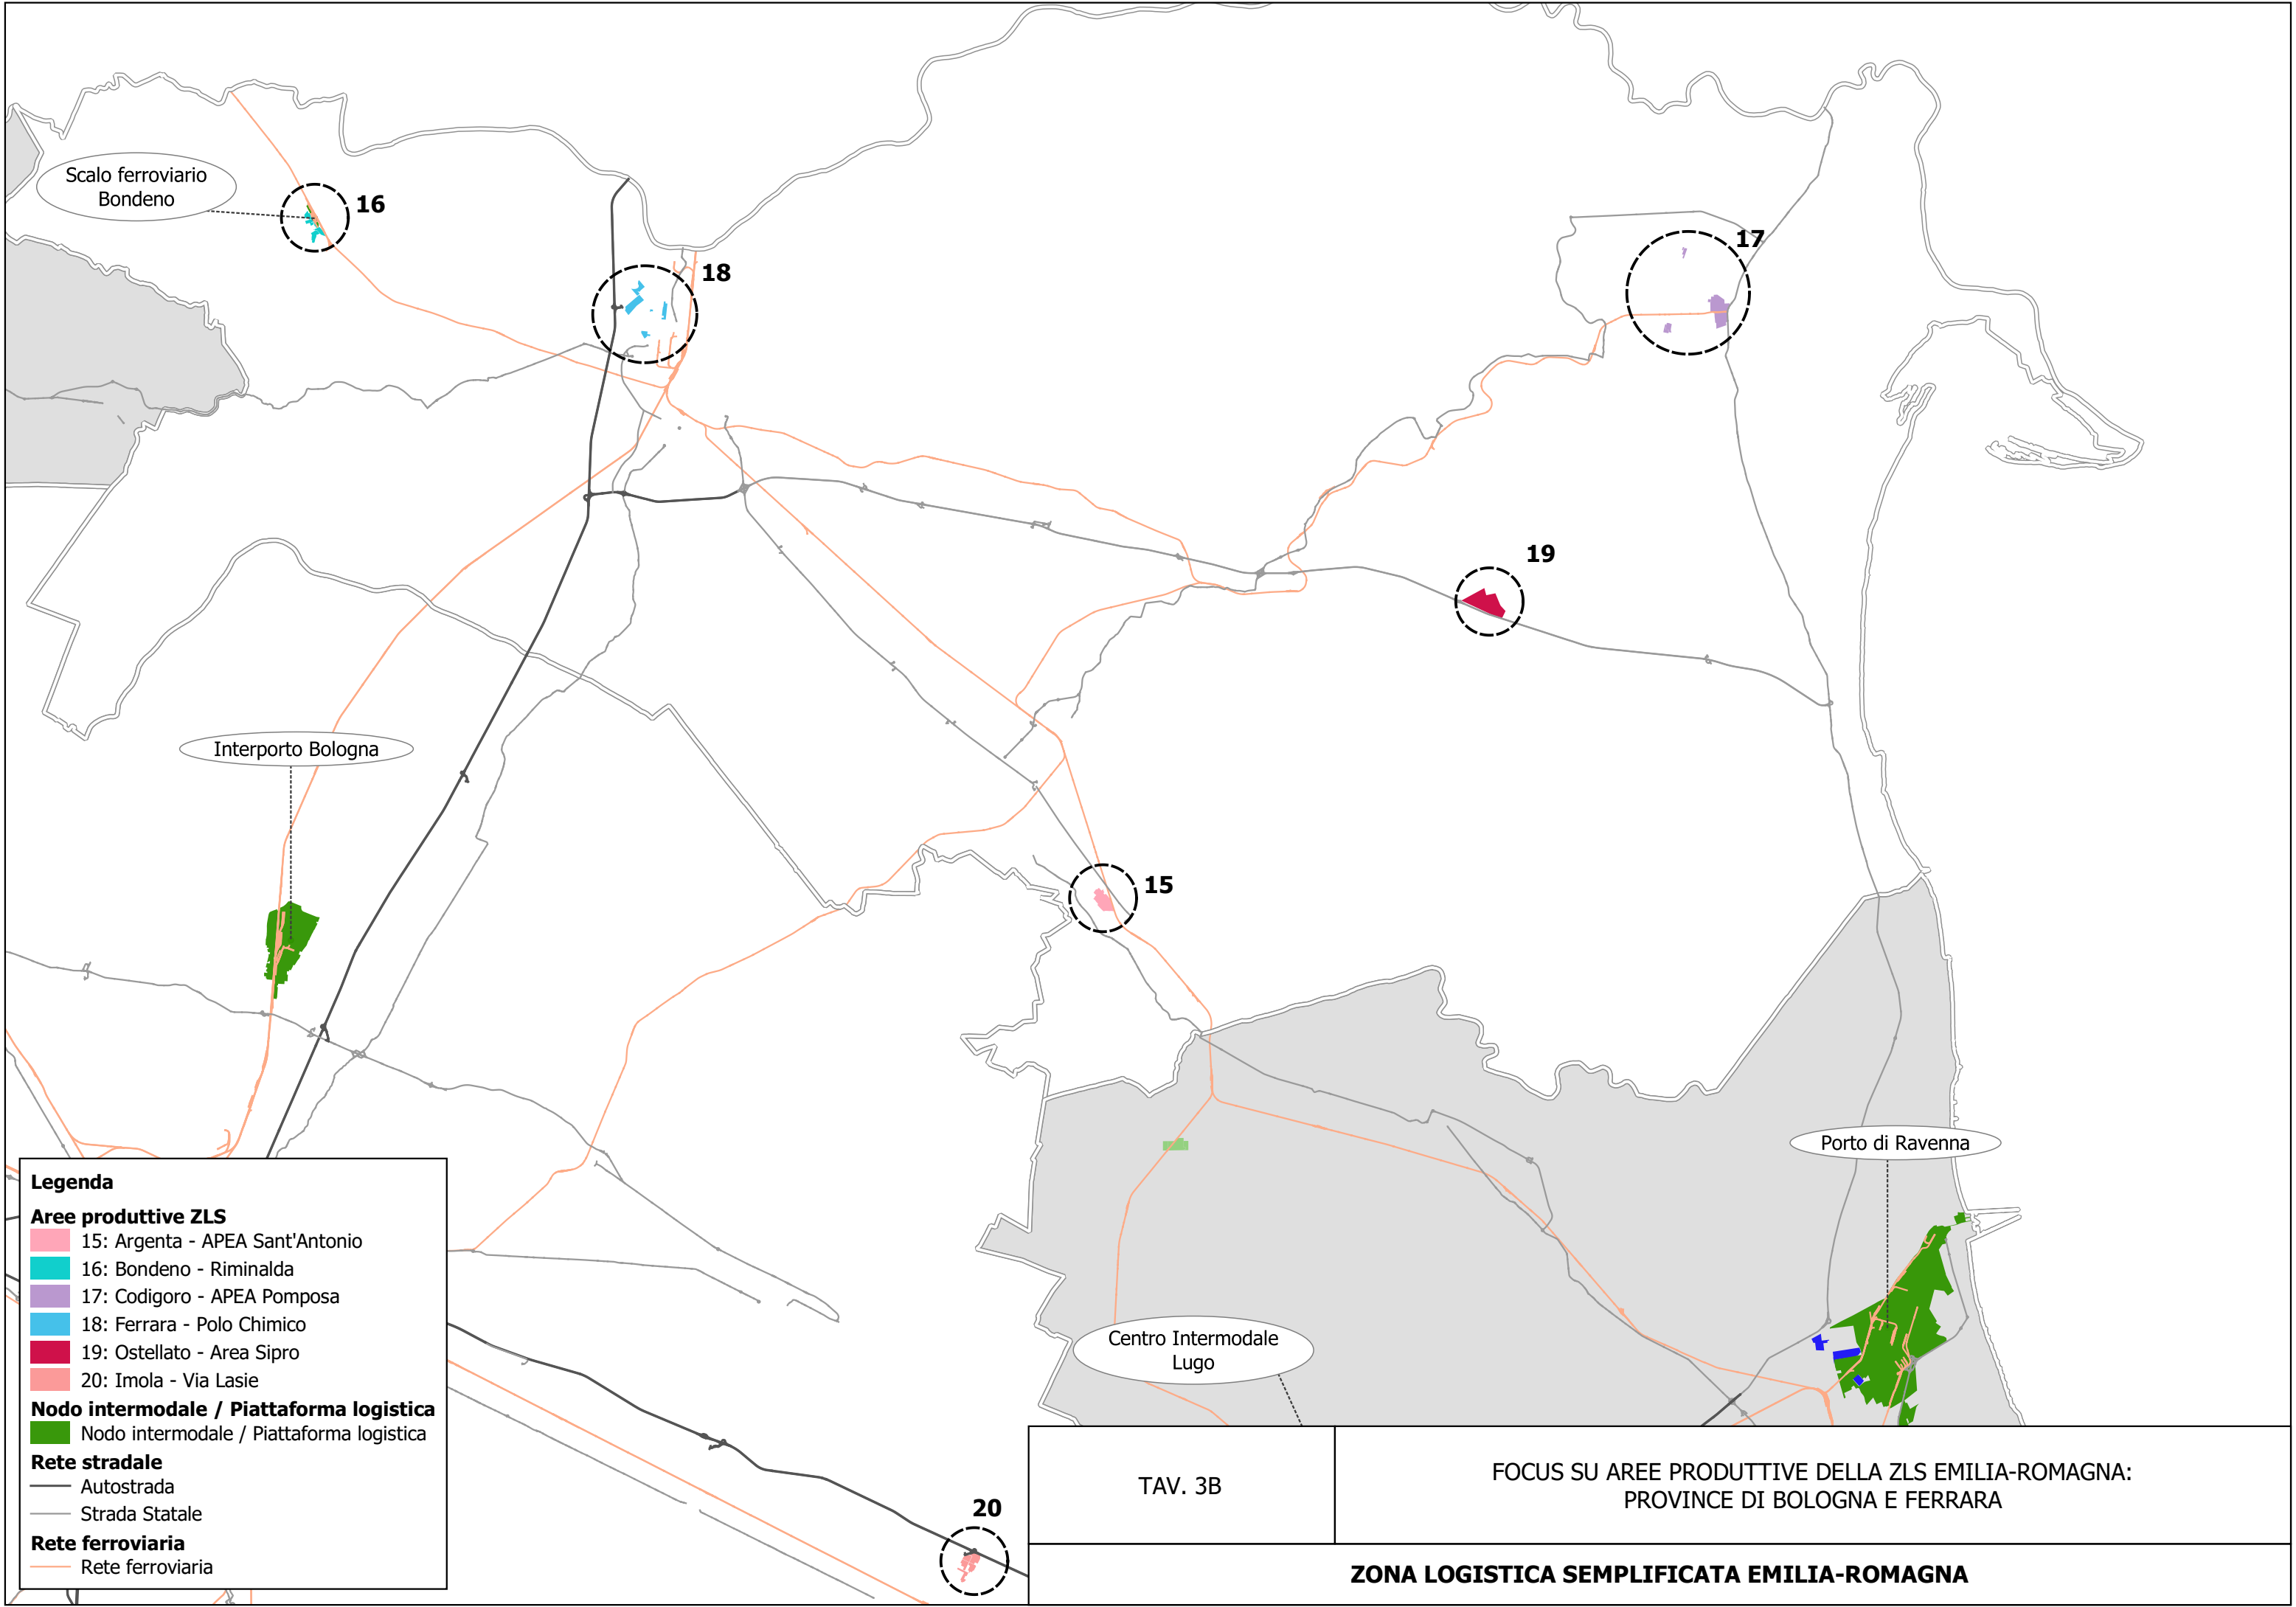 Scalo ferroviario
Bondeno
16
18
17
19
Interporto Bologna
15
Porto di Ravenna
Centro Intermodale
Lugo
20
Legenda
Aree produttive ZLS
15: Argenta - APEA Sant'Antonio
16: Bondeno - Riminalda
17: Codigoro - APEA Pomposa
18: Ferrara - Polo Chimico
19: Ostellato - Area Sipro
20: Imola - Via Lasie
Nodo intermodale / Piattaforma logistica
Nodo intermodale / Piattaforma logistica
Rete stradale
Autostrada
Strada Statale
Rete ferroviaria
Rete ferroviaria
TAV. 3B
FOCUS SU AREE PRODUTTIVE DELLA ZLS EMILIA-ROMAGNA:
PROVINCE DI BOLOGNA E FERRARA
ZONA LOGISTICA SEMPLIFICATA EMILIA-ROMAGNA